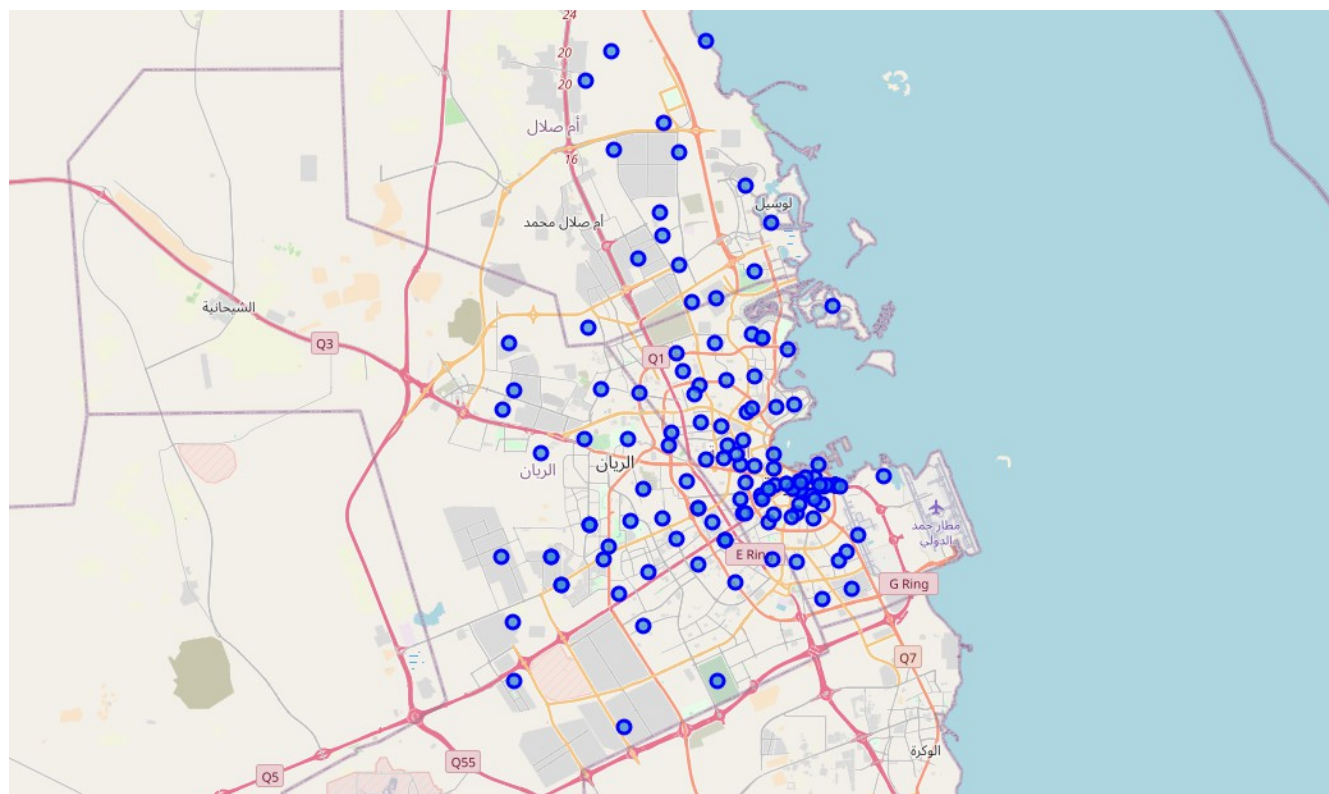 24
20
20
أم صلال
16
لوسيل
أم صلال محمد
الشيحانية
Q3
Q1
الريان
الريان
مطار حمد
الدولي
E Ring
G Ring
Q7
الوكرة
Q55
Q5